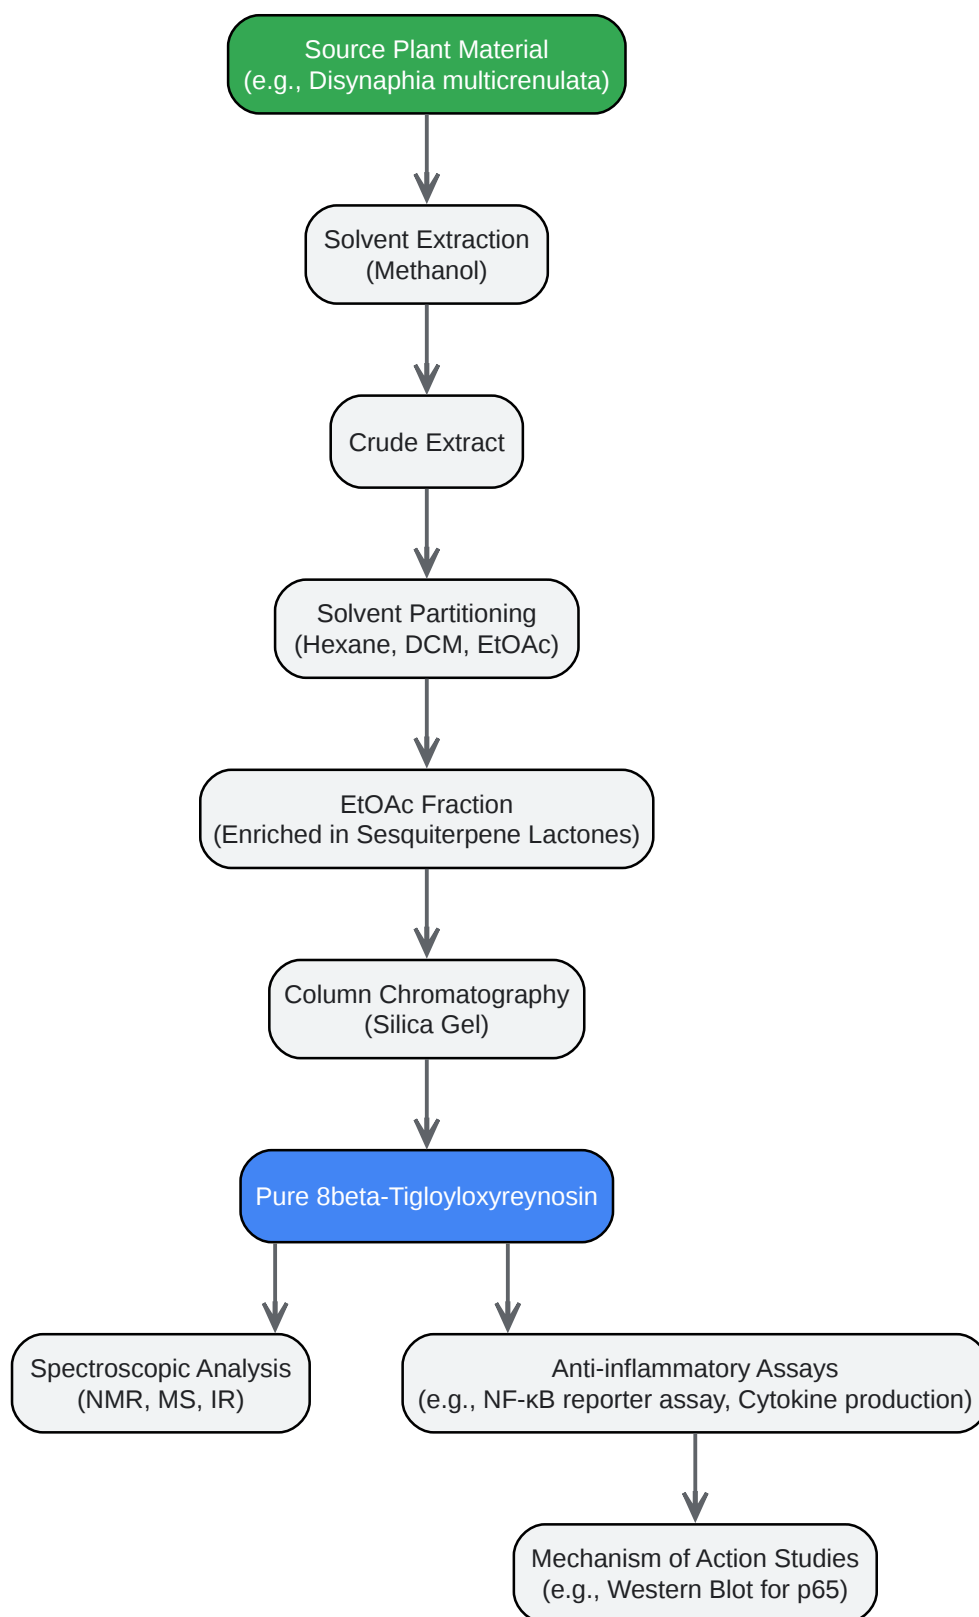 Source Plant Material
(e.g., Disynaphia multicrenulata)
Solvent Extraction
(Methanol)
Crude Extract
Solvent Partitioning
(Hexane, DCM, EtOAc)
EtOAc Fraction
(Enriched in Sesquiterpene Lactones)
Column Chromatography
(Silica Gel)
Pure 8beta-Tigloyloxyreynosin
Spectroscopic Analysis
(NMR, MS, IR)
Anti-inflammatory Assays
(e.g., NF-κB reporter assay, Cytokine production)
Mechanism of Action Studies
(e.g., Western Blot for p65)